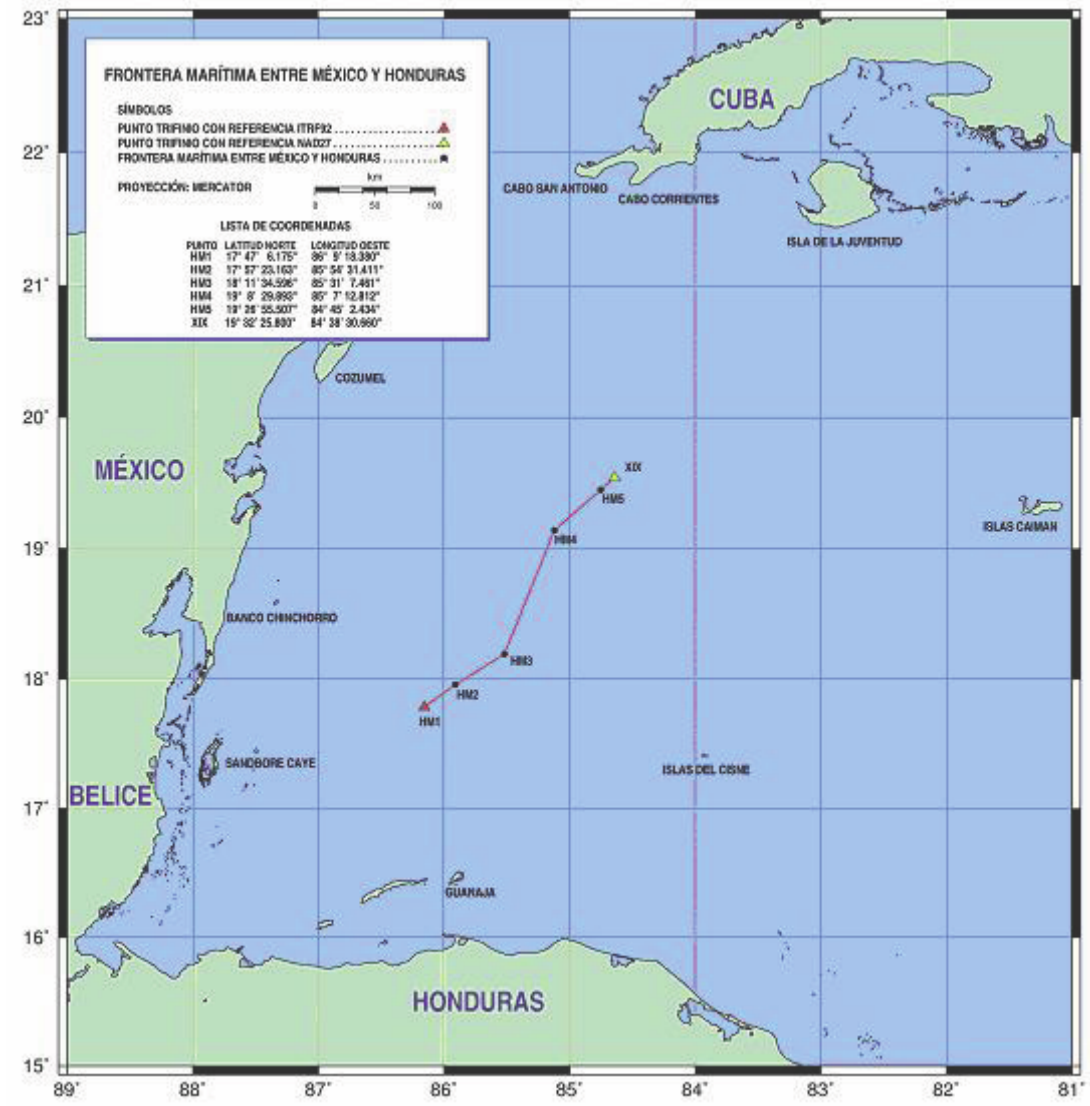 23°
FRONTERA MARÍTIMA ENTRE MÉXICO Y HONDURAS
SÍMBOLOS
PUNTO TRIFINIO CON REFERENCIA ITRF92
PUNTO TRIFINIO CON REFERENCIA NAD27
FRONTERA MARÍTIMA ENTRE MÉXICO Y HONDURAS
PROYECCIÓN: MERCATOR
km
0 50 100
LISTA DE COORDENADAS
PUNTO LATITUD NORTE LONGITUD OESTE
HM1 17° 47' 6.175" 86° 9' 18.380"
HM2 17° 57' 23.163" 85° 54' 31.411"
HM3 18° 11' 34.596" 85° 31' 7.461"
HM4 19° 8' 29.893" 85° 7' 12.812"
HM5 19° 26' 55.507" 84° 45' 2.434"
XIX 19° 32' 25.800" 84° 38' 30.660"
CUBA
22°
CABO SAN ANTONIO
CABO CORRIENTES
ISLA DE LA JUVENTUD
21°
COZUMEL
20°
MÉXICO
XIX
HM5
ISLAS CAIMAN
HM4
19°
BANCO CHINCHORRO
HM3
18°
HM2
HM1
SANDBORE CAYE
ISLAS DEL CISNE
BELICE
17°
GUANAJA
16°
HONDURAS
15°
89° 88° 87° 86° 85° 84° 83° 82° 81°